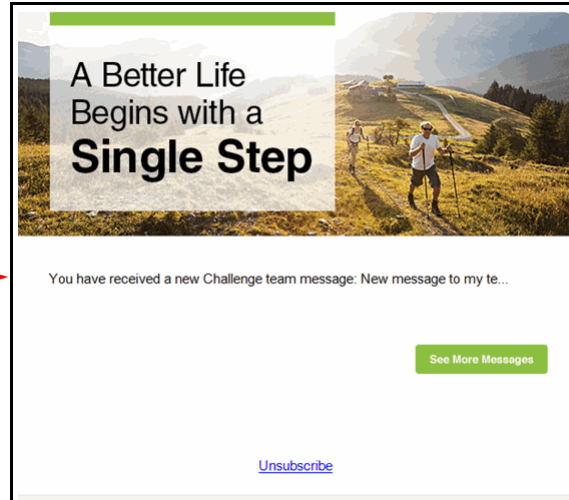 A Better Life
Begins with a
Single Step
You have received a new Challenge team message: New message to my te...
See More Messages
Unsubscribe